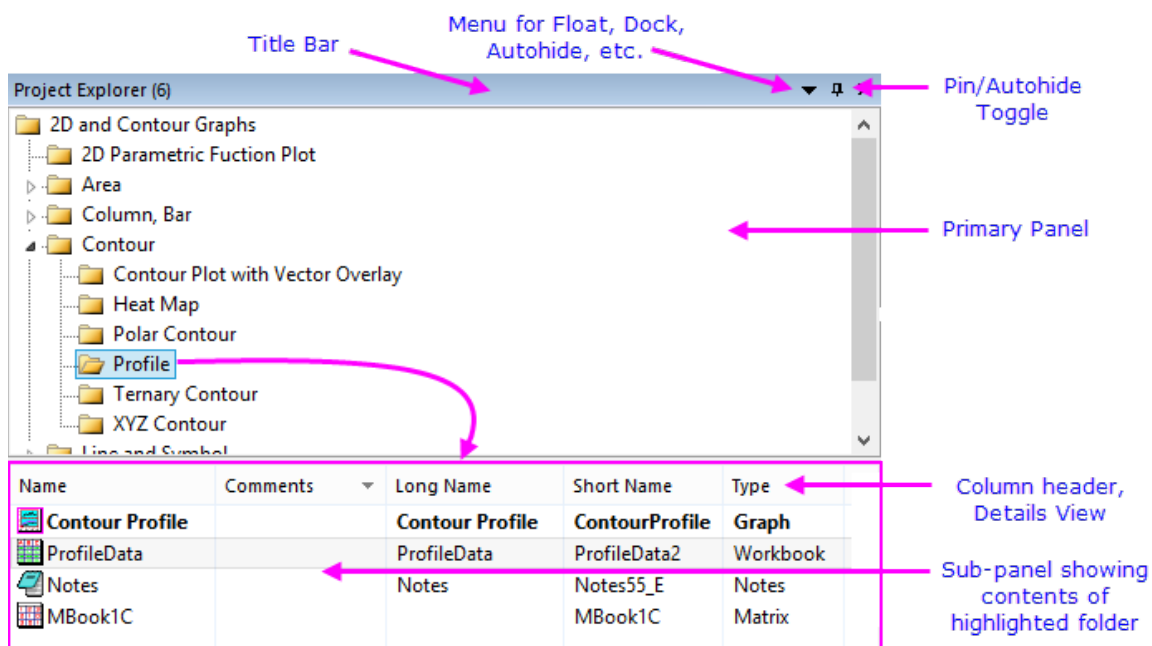 Menu for Float, Dock,
Autohide, etc.
Title Bar
Project Explorer (6)
Pin/Autohide
Toggle
2D and Contour Graphs
2D Parametric Fuction Plot
Area
Column, Bar
Contour
Primary Panel
Contour Plot with Vector Overlay
Heat Map
Polar Contour
Profile
Ternary Contour
XYZ Contour
Line and Symbol
Name Comments Long Name Short Name Type
Column header,
Details View
Contour Profile Contour Profile ContourProfile Graph
ProfileData ProfileData ProfileData2 Workbook
Notes Notes Notes55_E Notes
MBook1C MBook1C Matrix
Sub-panel showing
contents of
highlighted folder